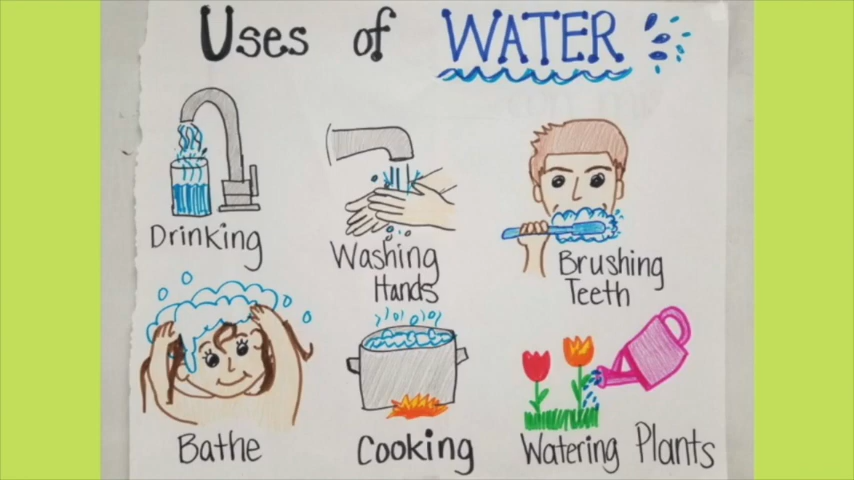 Uses of WATER
Drinking
Washing
Hands
Brushing
Teeth
Bathe
Cooking
Watering Plants